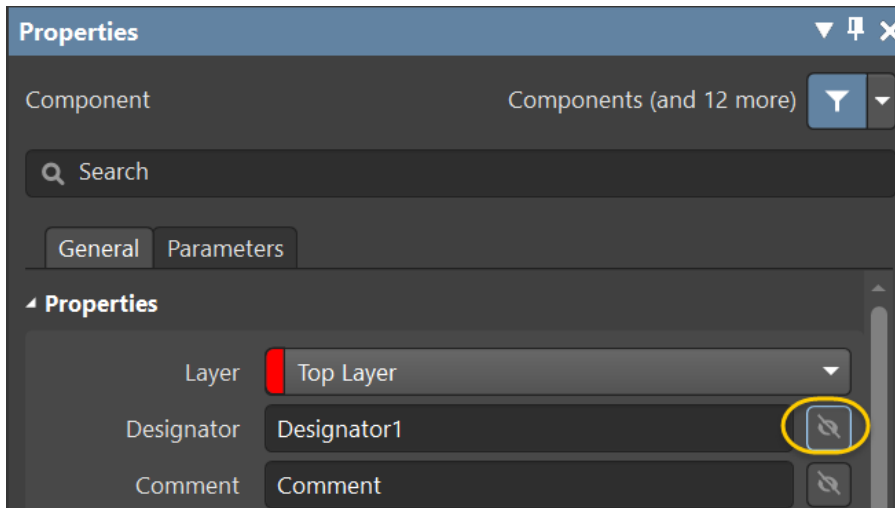 Properties
Component Components (and 12 more)
Search
General Parameters
Properties
Layer Top Layer
Designator Designator1
Comment Comment